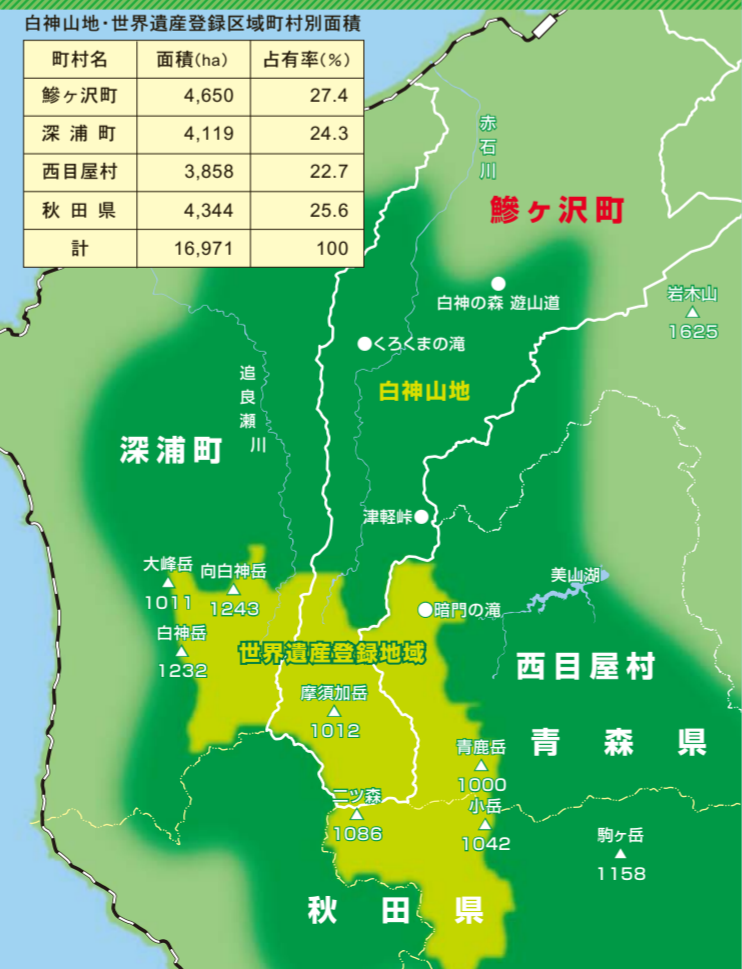 白神山地・世界遺産登録区域町村別面積
町村名 面積(ha) 占有率(%)
鰺ヶ沢町 4,650 27.4
深浦町 4,119 24.3
西目屋村 3,858 22.7
秋田県 4,344 25.6
計 16,971 100
赤石川
鰺ヶ沢町
白神の森 遊山道
岩木山
1625
くろくまの滝
追良瀬川
白神山地
深浦町
津軽峠
大峰岳
1011
向白神岳
1243
美山湖
暗門の滝
白神岳
1232
世界遺産登録地域
西目屋村
摩須加岳
1012
青森県
青鹿岳
1000
二ツ森
1086
小岳
1042
駒ヶ岳
1158
秋田県